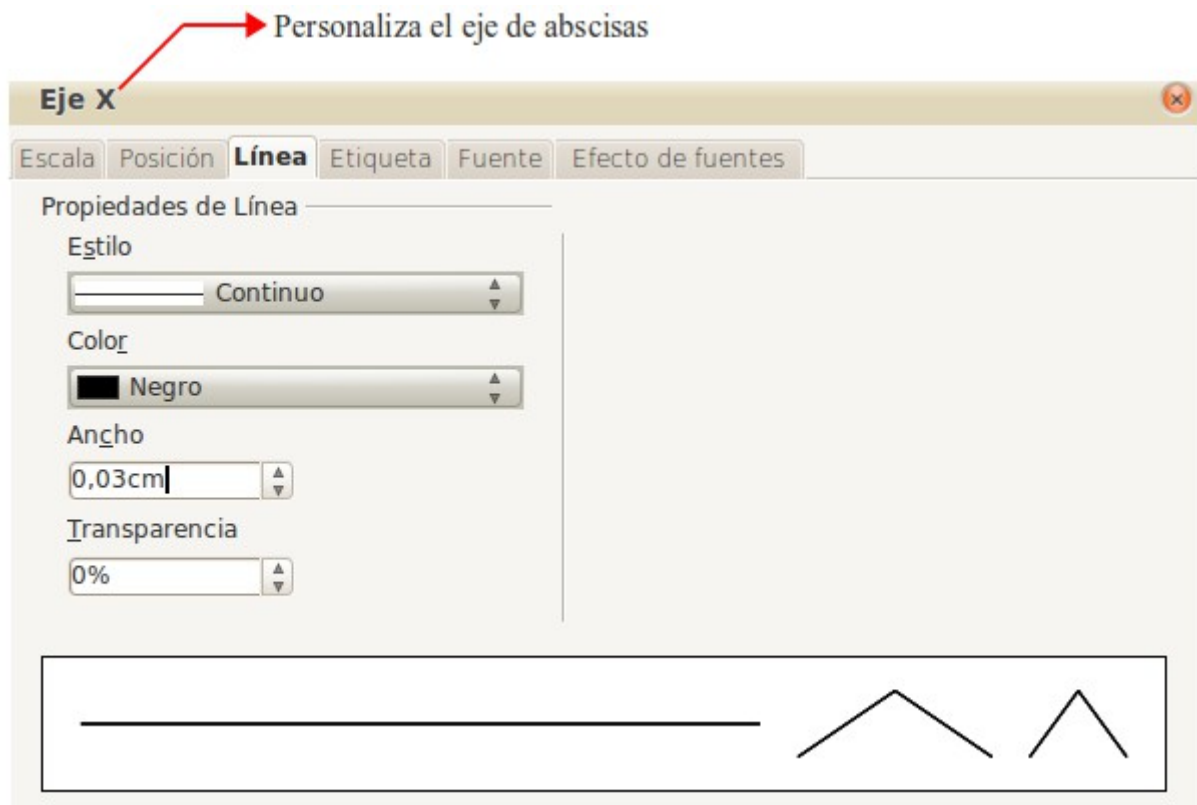 Personaliza el eje de abscisas
Eje X
Escala Posición Línea Etiqueta Fuente Efecto de fuentes
Propiedades de Línea
Estilo
Continuo
Color
Negro
Ancho
0,03cm
Transparencia
0%